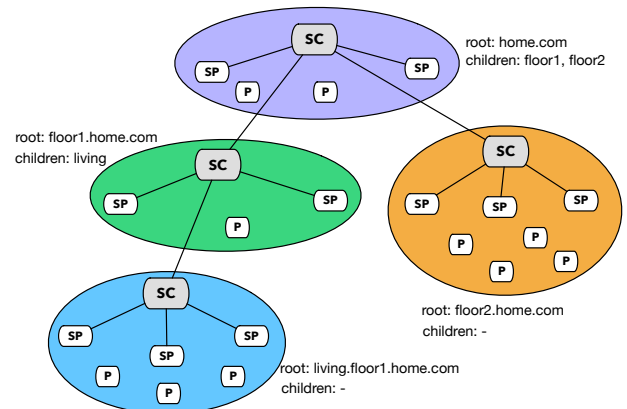 SC
root: home.com
children: floor1, floor2
SP
SP
P
P
root: floor1.home.com
children: living
SC
SP
SP
P
SC
SP
SP
SP
P
P
P
P
root: floor2.home.com
children: -
SC
SP
SP
SP
P
P
P
root: living.floor1.home.com
children: -